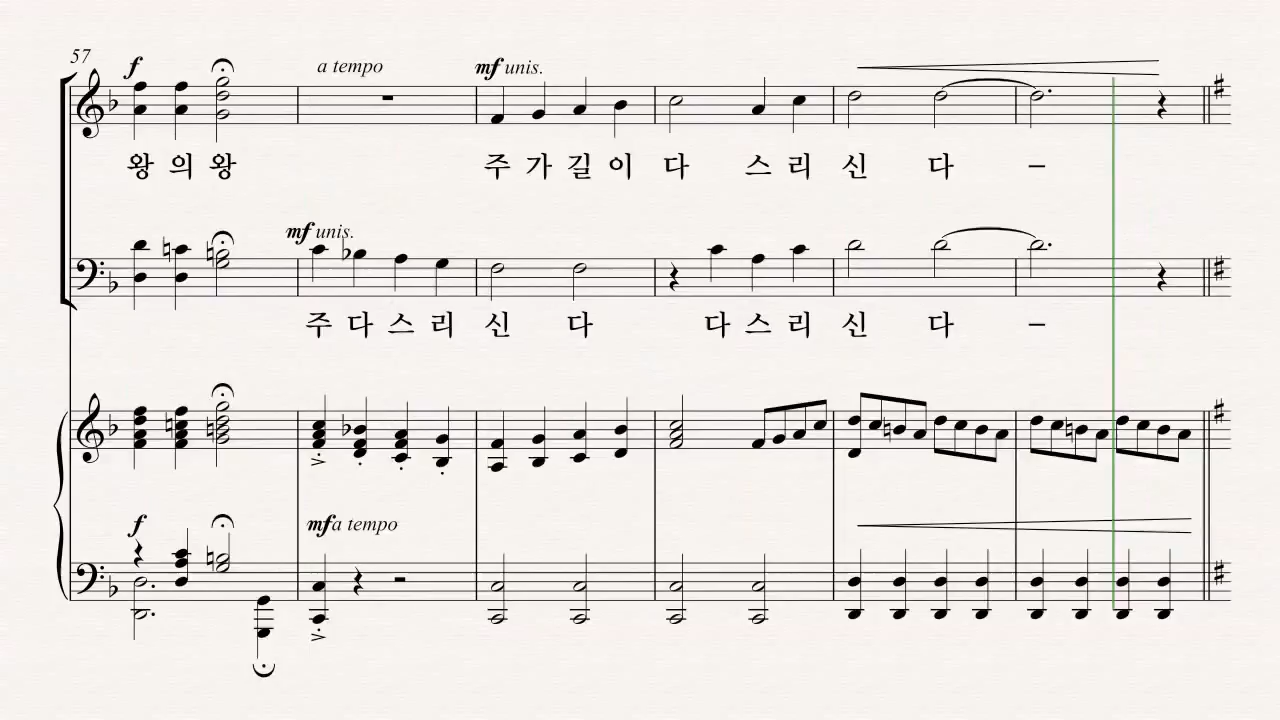 57
f a tempo mf unis.
왕 의 왕 주 가 길 이 다 스 리 신 다 –
mf unis.
주 다 스 리 신 다 다 스 리 신 다 –
f mf a tempo